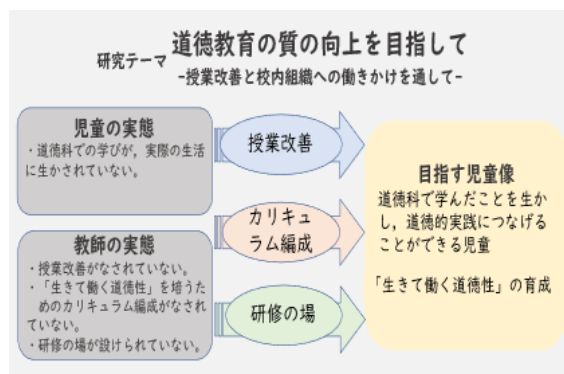 研究テーマ 道徳教育の質の向上を目指して
-授業改善と校内組織への働きかけを通して-
児童の実態
・道徳科での学びが，実際の生活
に生かされていない。
教師の実態
・授業改善がなされていない。
・「生きて働く道徳性」を培うた
めのカリキュラム編成がなされ
ていない。
・研修の場が設けられていない。
授業改善
カリキュ
ラム編成
研修の場
目指す児童像
道徳科で学んだことを生か
し，道徳的実践につなげる
ことができる児童
「生きて働く道徳性」の育成